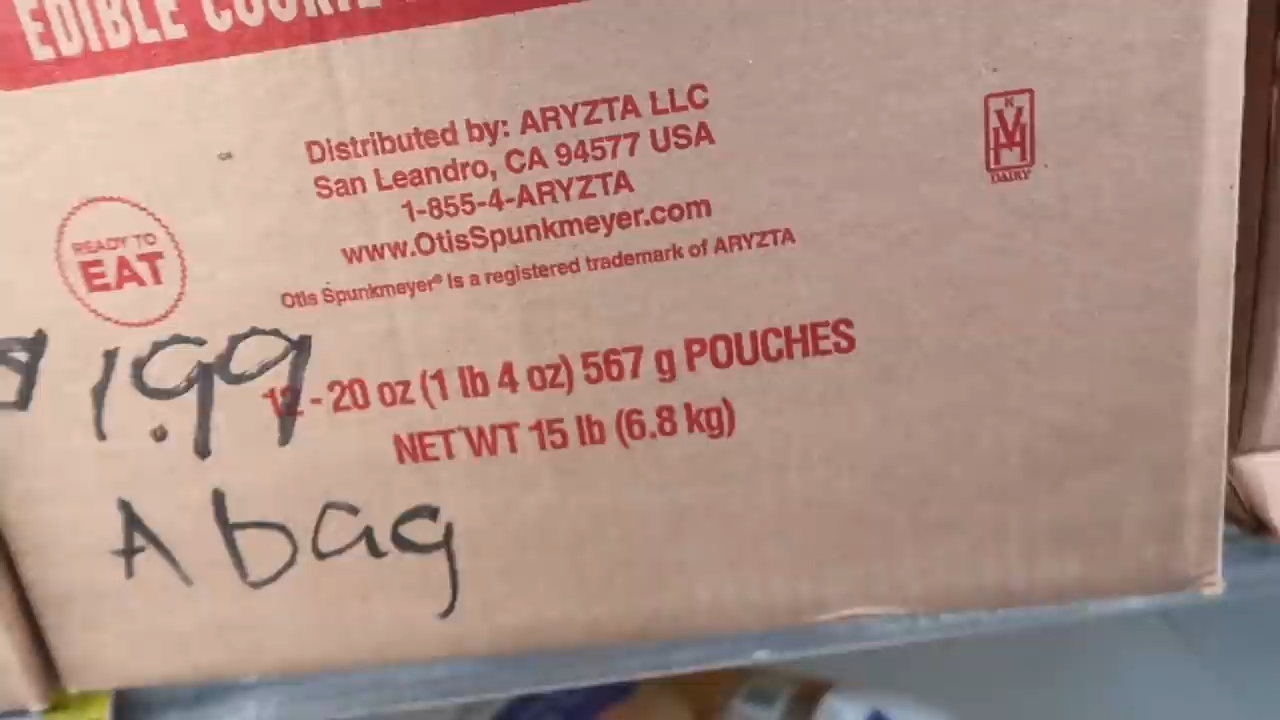 EDIBLE COOKIE
Distributed by: ARYZTA LLC
San Leandro, CA 94577 USA
1-855-4-ARYZTA
www.OtisSpunkmeyer.com
Otis Spunkmeyer® is a registered trademark of ARYZTA
K
DAIRY
READY TO
EAT
$1.99
12 - 20 oz (1 lb 4 oz) 567 g POUCHES
NET WT 15 lb (6.8 kg)
A bag